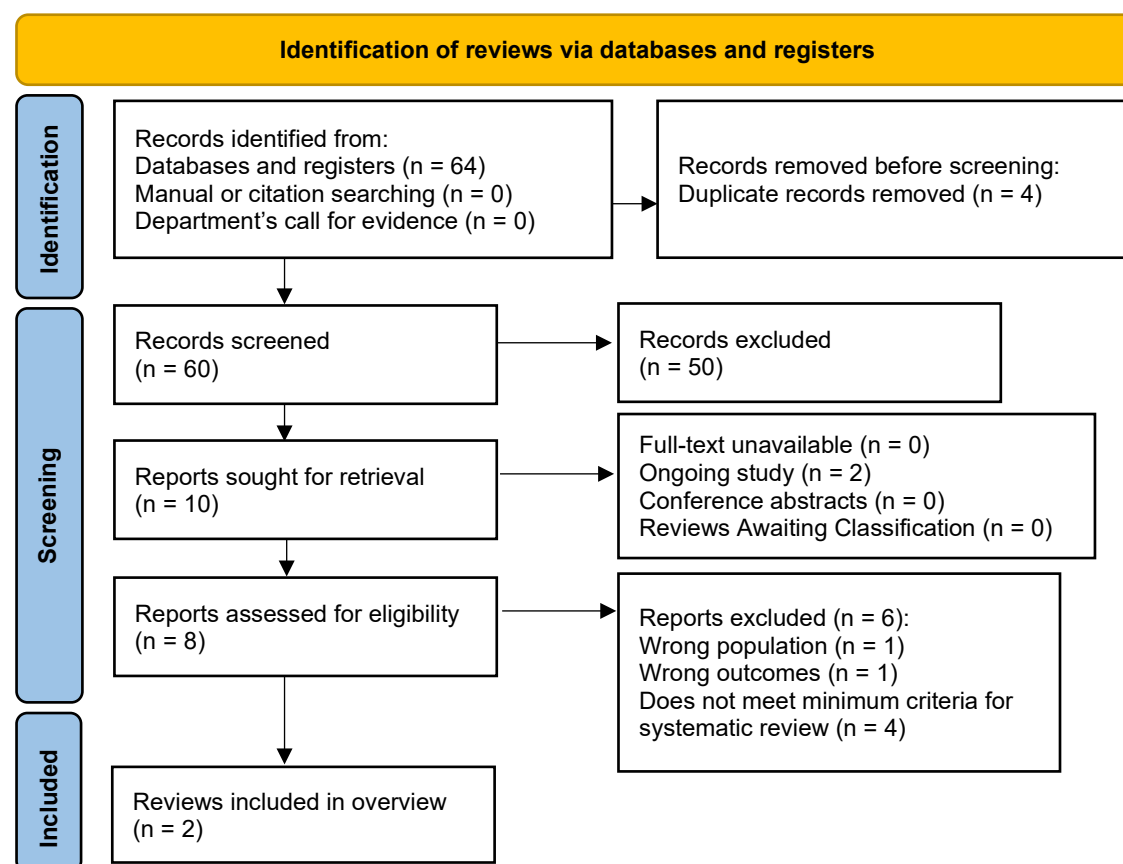 Identification of reviews via databases and registers
Identification
Records identified from:
Databases and registers (n = 64)
Manual or citation searching (n = 0)
Department’s call for evidence (n = 0)
Records removed before screening:
Duplicate records removed (n = 4)
Screening
Records screened
(n = 60)
Records excluded
(n = 50)
Reports sought for retrieval
(n = 10)
Full-text unavailable (n = 0)
Ongoing study (n = 2)
Conference abstracts (n = 0)
Reviews Awaiting Classification (n = 0)
Reports assessed for eligibility
(n = 8)
Reports excluded (n = 6):
Wrong population (n = 1)
Wrong outcomes (n = 1)
Does not meet minimum criteria for
systematic review (n = 4)
Included
Reviews included in overview
(n = 2)